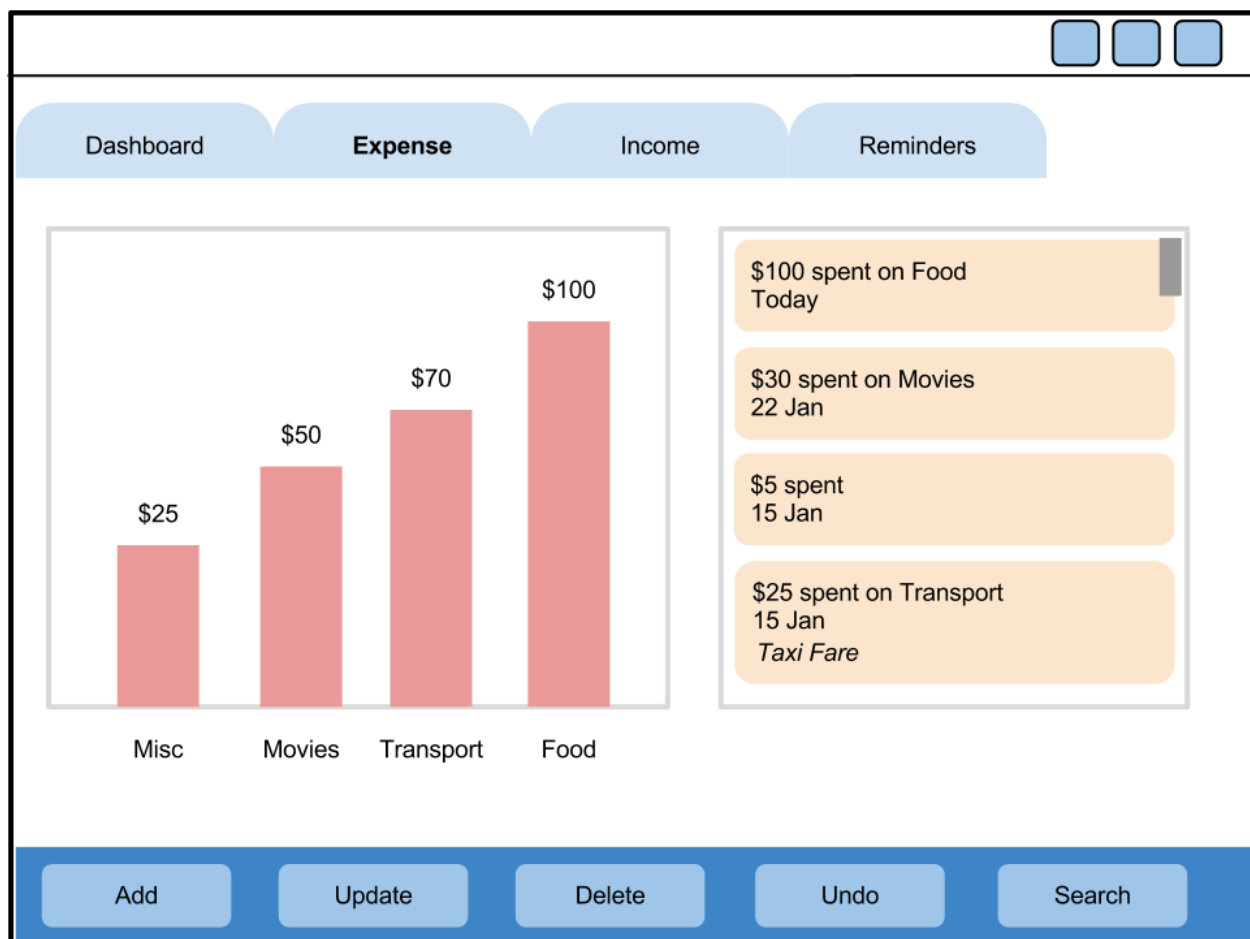 Dashboard
Expense
Income
Reminders
$100
$70
$50
$25
Misc
Movies
Transport
Food
$100 spent on Food
Today
$30 spent on Movies
22 Jan
$5 spent
15 Jan
$25 spent on Transport
15 Jan
Taxi Fare
Add
Update
Delete
Undo
Search